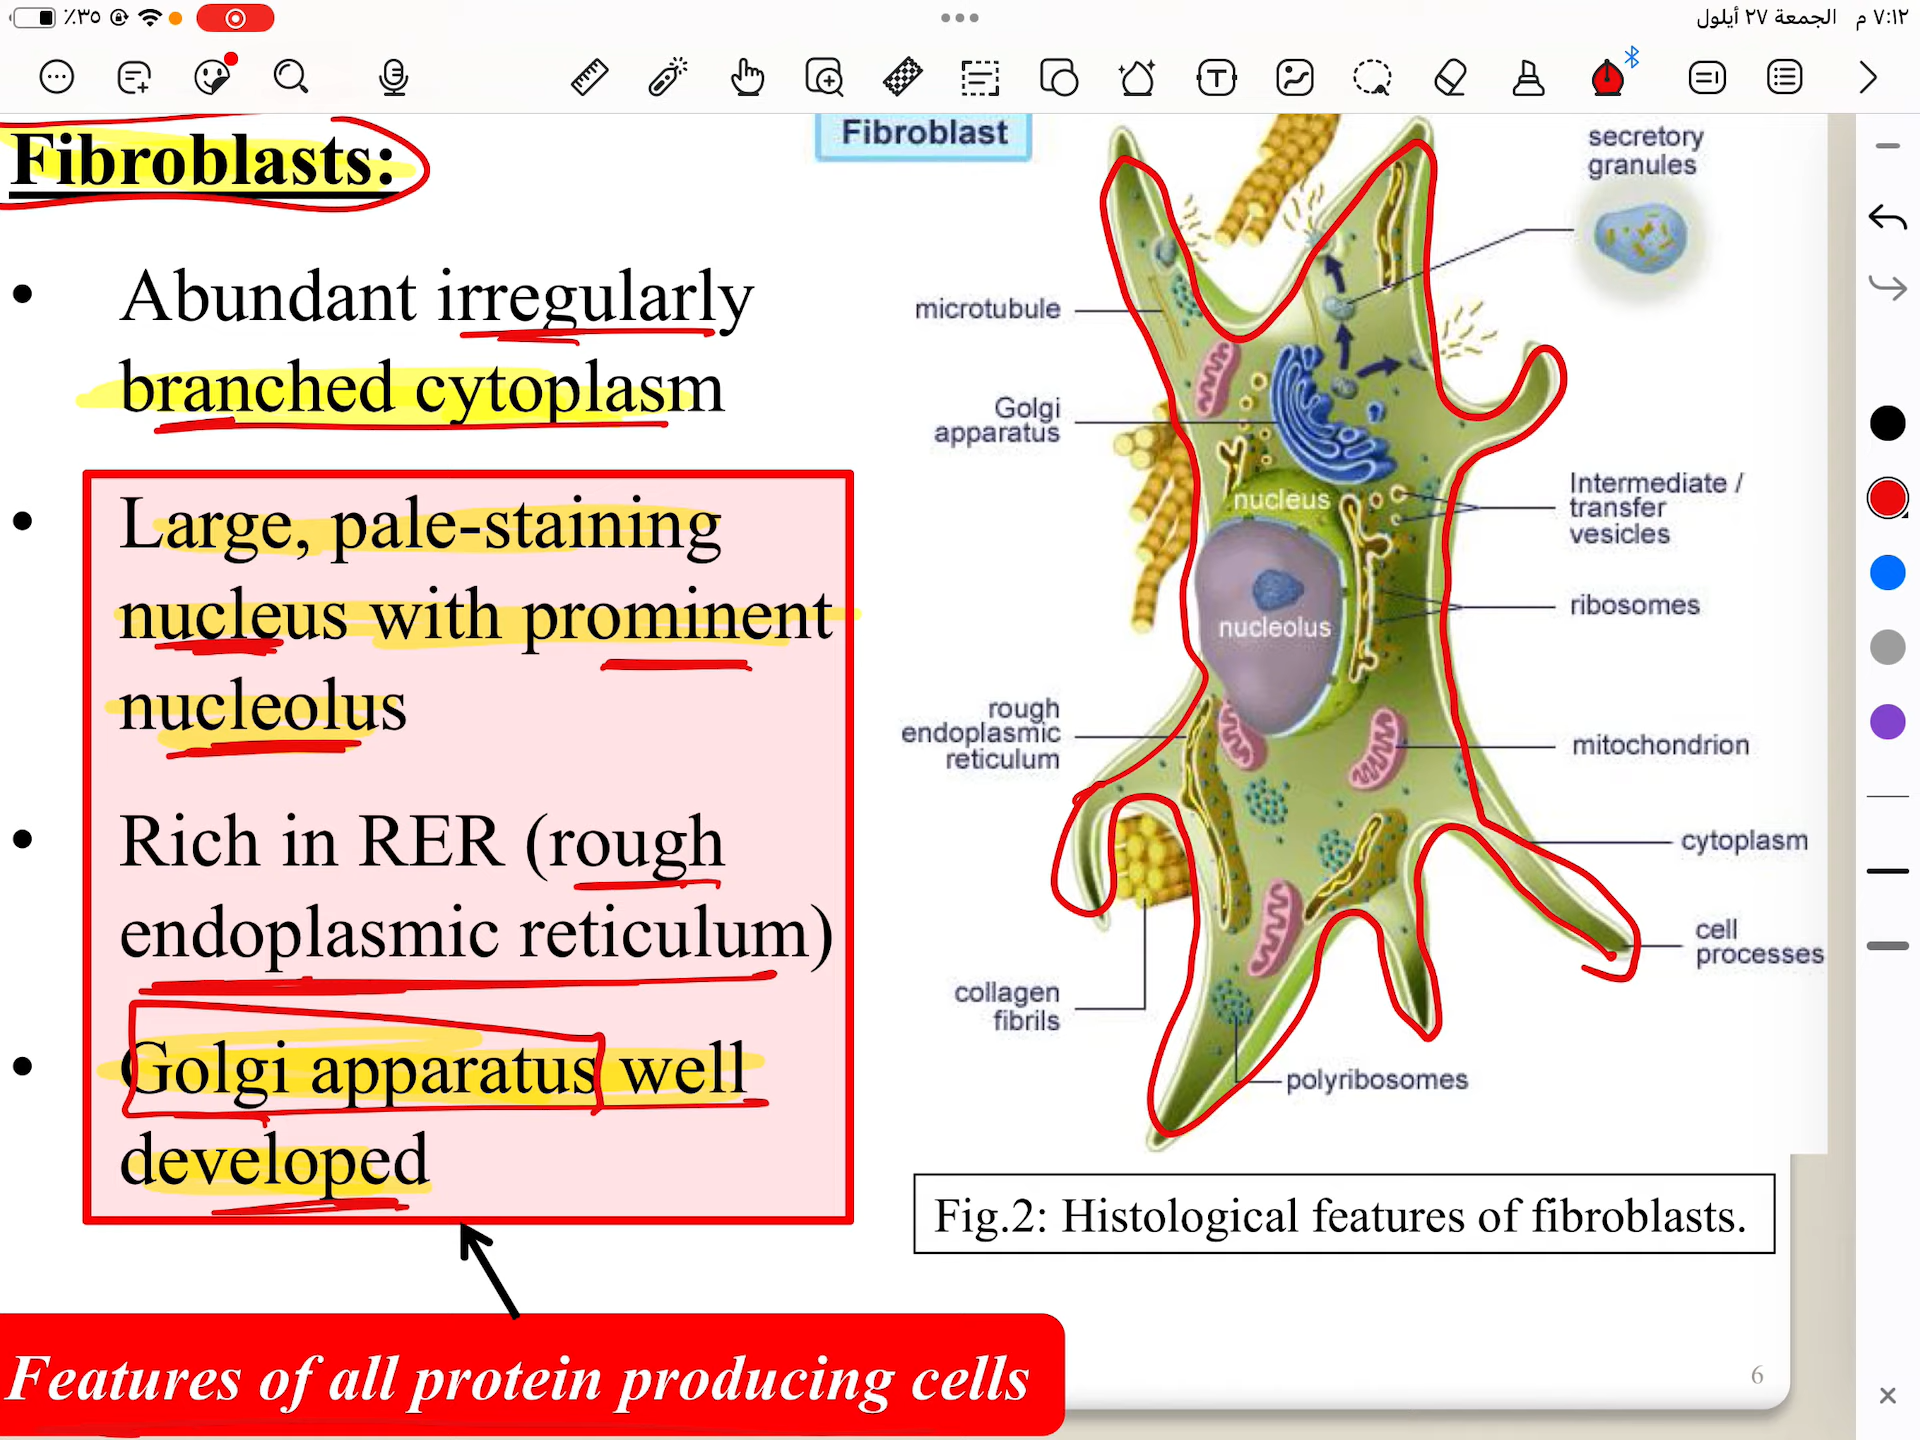 ٪٣٥
الجمعة ٢٧ أيلول ٧:١٢ م
Fibroblasts:
• Abundant irregularly
branched cytoplasm
• Large, pale-staining
nucleus with prominent
nucleolus
• Rich in RER (rough
endoplasmic reticulum)
• Golgi apparatus well
developed
Features of all protein producing cells
Fibroblast
secretory
granules
microtubule
Golgi
apparatus
nucleus
Intermediate /
transfer
vesicles
nucleolus
ribosomes
rough
endoplasmic
reticulum
mitochondrion
cytoplasm
cell
processes
collagen
fibrils
polyribosomes
Fig.2: Histological features of fibroblasts.
6